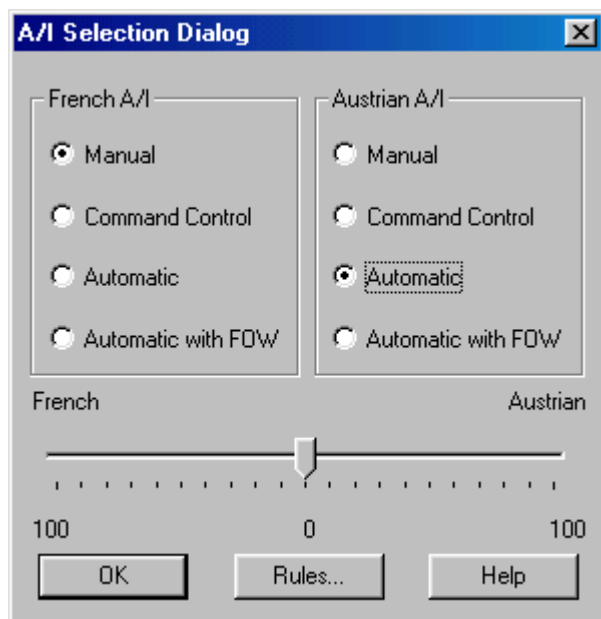 A/I Selection Dialog
French A/I
Manual
Command Control
Automatic
Automatic with FOW
Austrian A/I
Manual
Command Control
Automatic
Automatic with FOW
French Austrian
100 0 100
OK Rules... Help